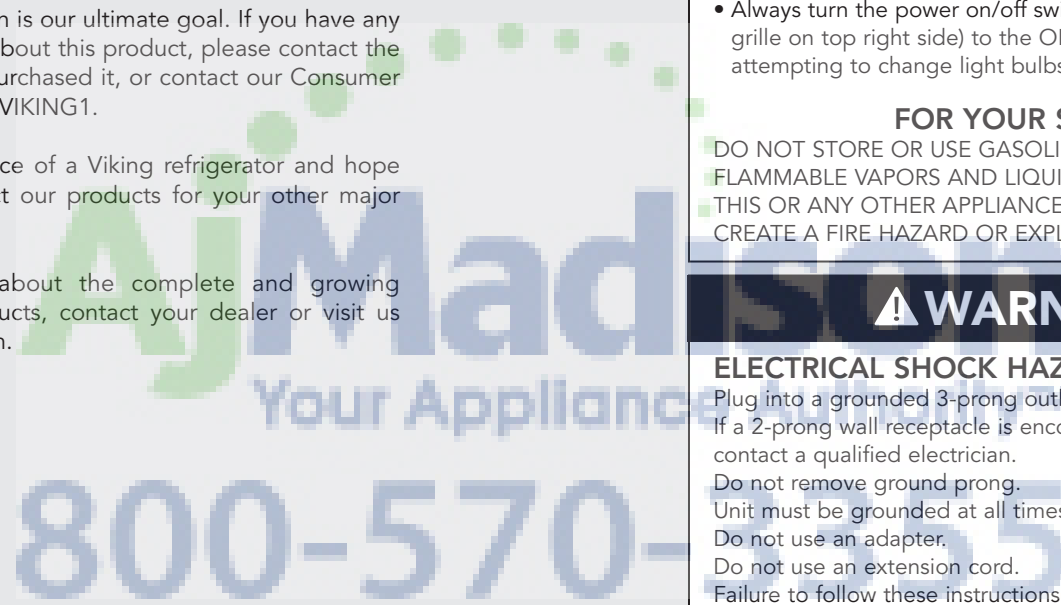 n is our ultimate goal. If you have any
bout this product, please contact the
urchased it, or contact our Consumer
VIKING1.
ce of a Viking refrigerator and hope
ct our products for your other major
about the complete and growing
ucts, contact your dealer or visit us
n.
• Always turn the power on/off sw
grille on top right side) to the O
attempting to change light bulbs
FOR YOUR S
DO NOT STORE OR USE GASOLI
FLAMMABLE VAPORS AND LIQUI
THIS OR ANY OTHER APPLIANCE
CREATE A FIRE HAZARD OR EXPL
WARN
ELECTRICAL SHOCK HAZ
Plug into a grounded 3-prong outl
If a 2-prong wall receptacle is enco
contact a qualified electrician.
Do not remove ground prong.
Unit must be grounded at all times
Do not use an adapter.
Do not use an extension cord.
Failure to follow these instructions
AjMadison
Your Appliance Authority
800-570-3355